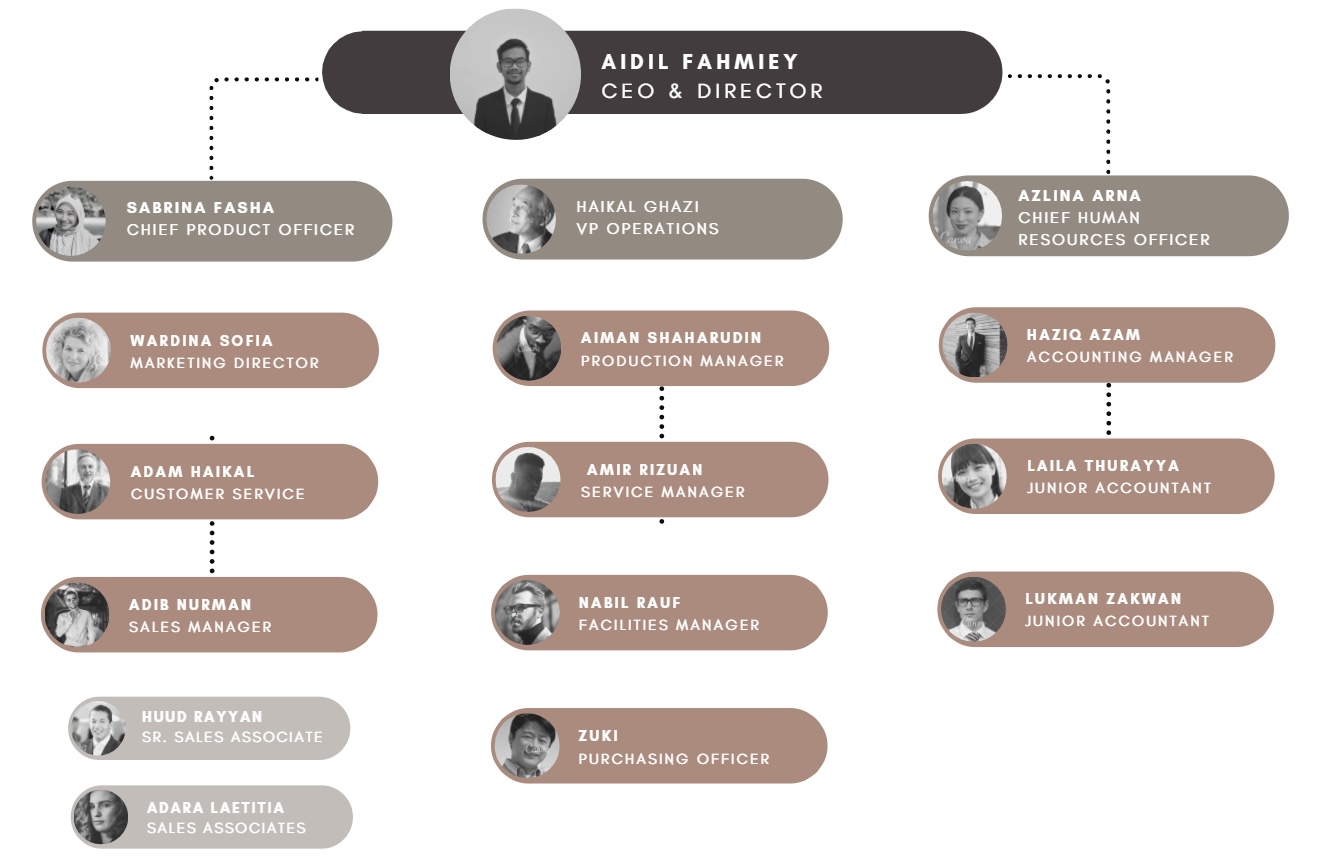 AIDIL FAHMIEY
CEO & DIRECTOR
SABRINA FASHA
CHIEF PRODUCT OFFICER
HAIKAL GHAZI
VP OPERATIONS
AZLINA ARNA
CHIEF HUMAN
RESOURCES OFFICER
WARDINA SOFIA
MARKETING DIRECTOR
AIMAN SHAHARUDIN
PRODUCTION MANAGER
HAZIQ AZAM
ACCOUNTING MANAGER
ADAM HAIKAL
CUSTOMER SERVICE
AMIR RIZUAN
SERVICE MANAGER
LAILA THURAYYA
JUNIOR ACCOUNTANT
ADIB NURMAN
SALES MANAGER
NABIL RAUF
FACILITIES MANAGER
LUKMAN ZAKWAN
JUNIOR ACCOUNTANT
HUUD RAYYAN
SR. SALES ASSOCIATE
ZUKI
PURCHASING OFFICER
ADARA LAETITIA
SALES ASSOCIATES